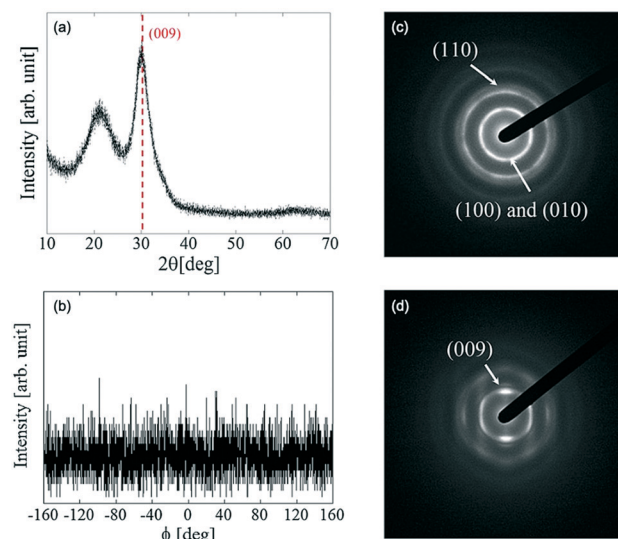 (a)
(009)
Intensity [arb. unit]
10 20 30 40 50 60 70
2θ[deg]
(b)
Intensity [arb. unit]
-160 -120 -80 -40 0 40 80 120 160
ϕ [deg]
(c)
(110)
(100) and (010)
(d)
(009)